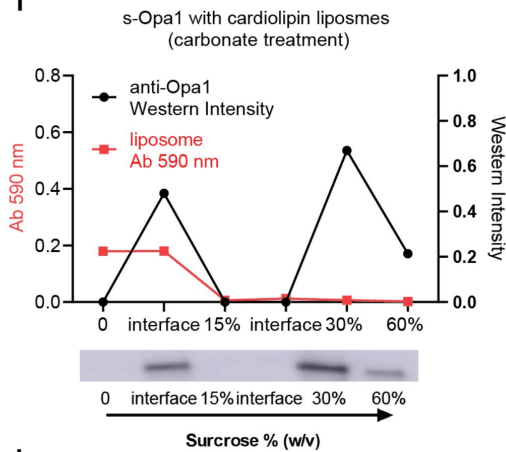 s-Opa1 with cardiolipin liposmes
(carbonate treatment)
anti-Opa1
Western Intensity
liposome
Ab 590 nm
Ab 590 nm
0.8
0.6
0.4
0.2
0.0
1.0
0.8
0.6
0.4
0.2
0.0
Western Intensity
0 interface 15% interface 30% 60%
0 interface 15% interface 30% 60%
Surcrose % (w/v)